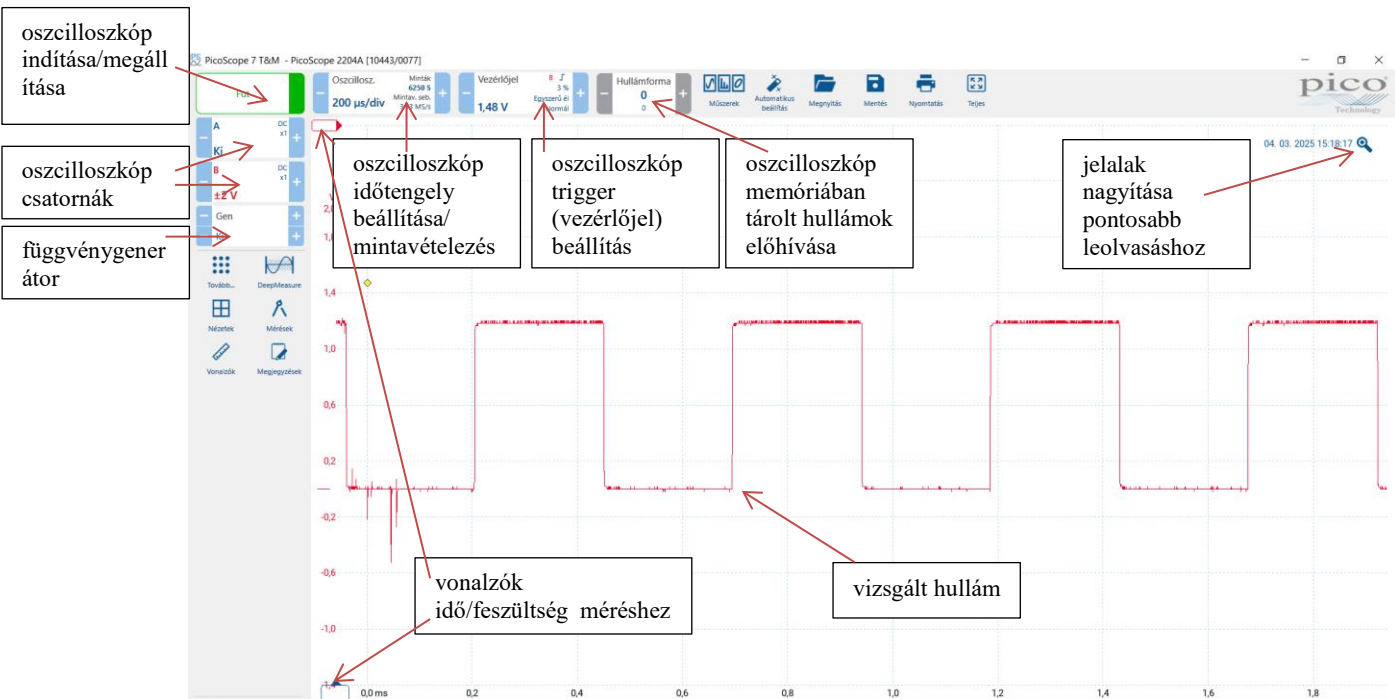 oszcilloszkóp
indítása/megáll
ítása
PicoScope 7 T&M - PicoScope 2204A [10443/0077]
Oszcillosz.
200 µs/div
Minták
6250 S
Mintav. seb.
MS/s
Vezérlőjel
1,48 V
B
3 %
Egyszerű él
Normál
Hullámforma
0
0
Műszerek
Automatikus
beállítás
Megnyitás
Mentés
Nyomtatás
Teljes
pico
Technology
A
DC
x1
Ki
B
DC
x1
±2 V
Gen
Tovább...
DeepMeasure
Nézetek
Mérések
Vonalzók
Megjegyzések
oszcilloszkóp
csatornák
függvénygener
átor
oszcilloszkóp
időtengely
beállítása/
mintavételezés
oszcilloszkóp
trigger
(vezérlőjel)
beállítás
oszcilloszkóp
memóriában
tárolt hullámok
előhívása
04. 03. 2025 15:18:17
jelalak
nagyítása
pontosabb
leolvasáshoz
V
2,
1,
1,4
1,0
0,6
0,2
-0,2
-0,6
-1,0
vonalzók
idő/feszültség méréshez
vizsgált hullám
0,0 ms
0,2
0,4
0,6
0,8
1,0
1,2
1,4
1,6
1,8